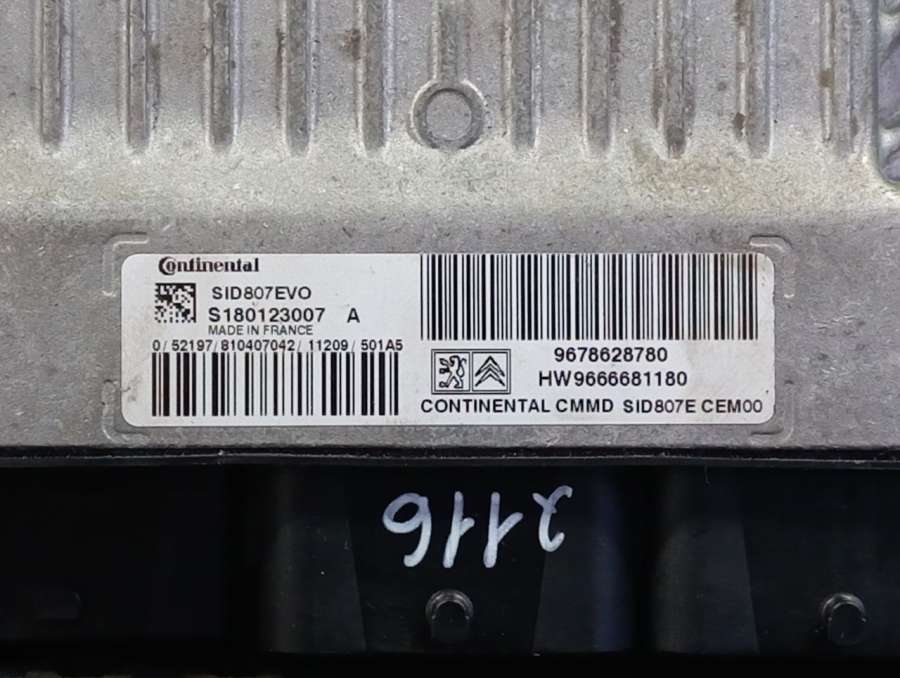 Continental
SID807EVO
S180123007 A
MADE IN FRANCE
0/52197/810407042/11209/501A5
9678628780
HW9666681180
CONTINENTAL CMMD SID807E CEM00
2116